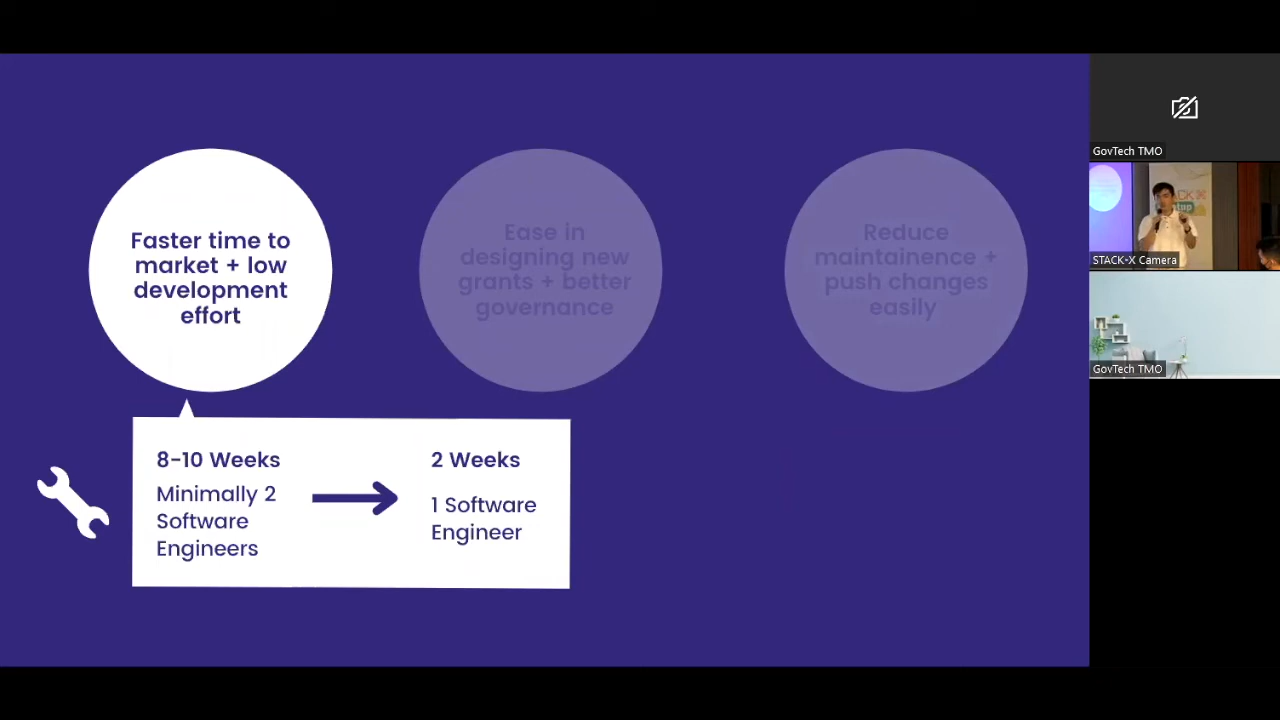 Faster time to
market + low
development
effort
Ease in
designing new
grants + better
governance
Reduce
maintainence +
push changes
easily
8-10 Weeks
Minimally 2
Software
Engineers
2 Weeks
1 Software
Engineer
GovTech TMO
STACK-X Camera
GovTech TMO